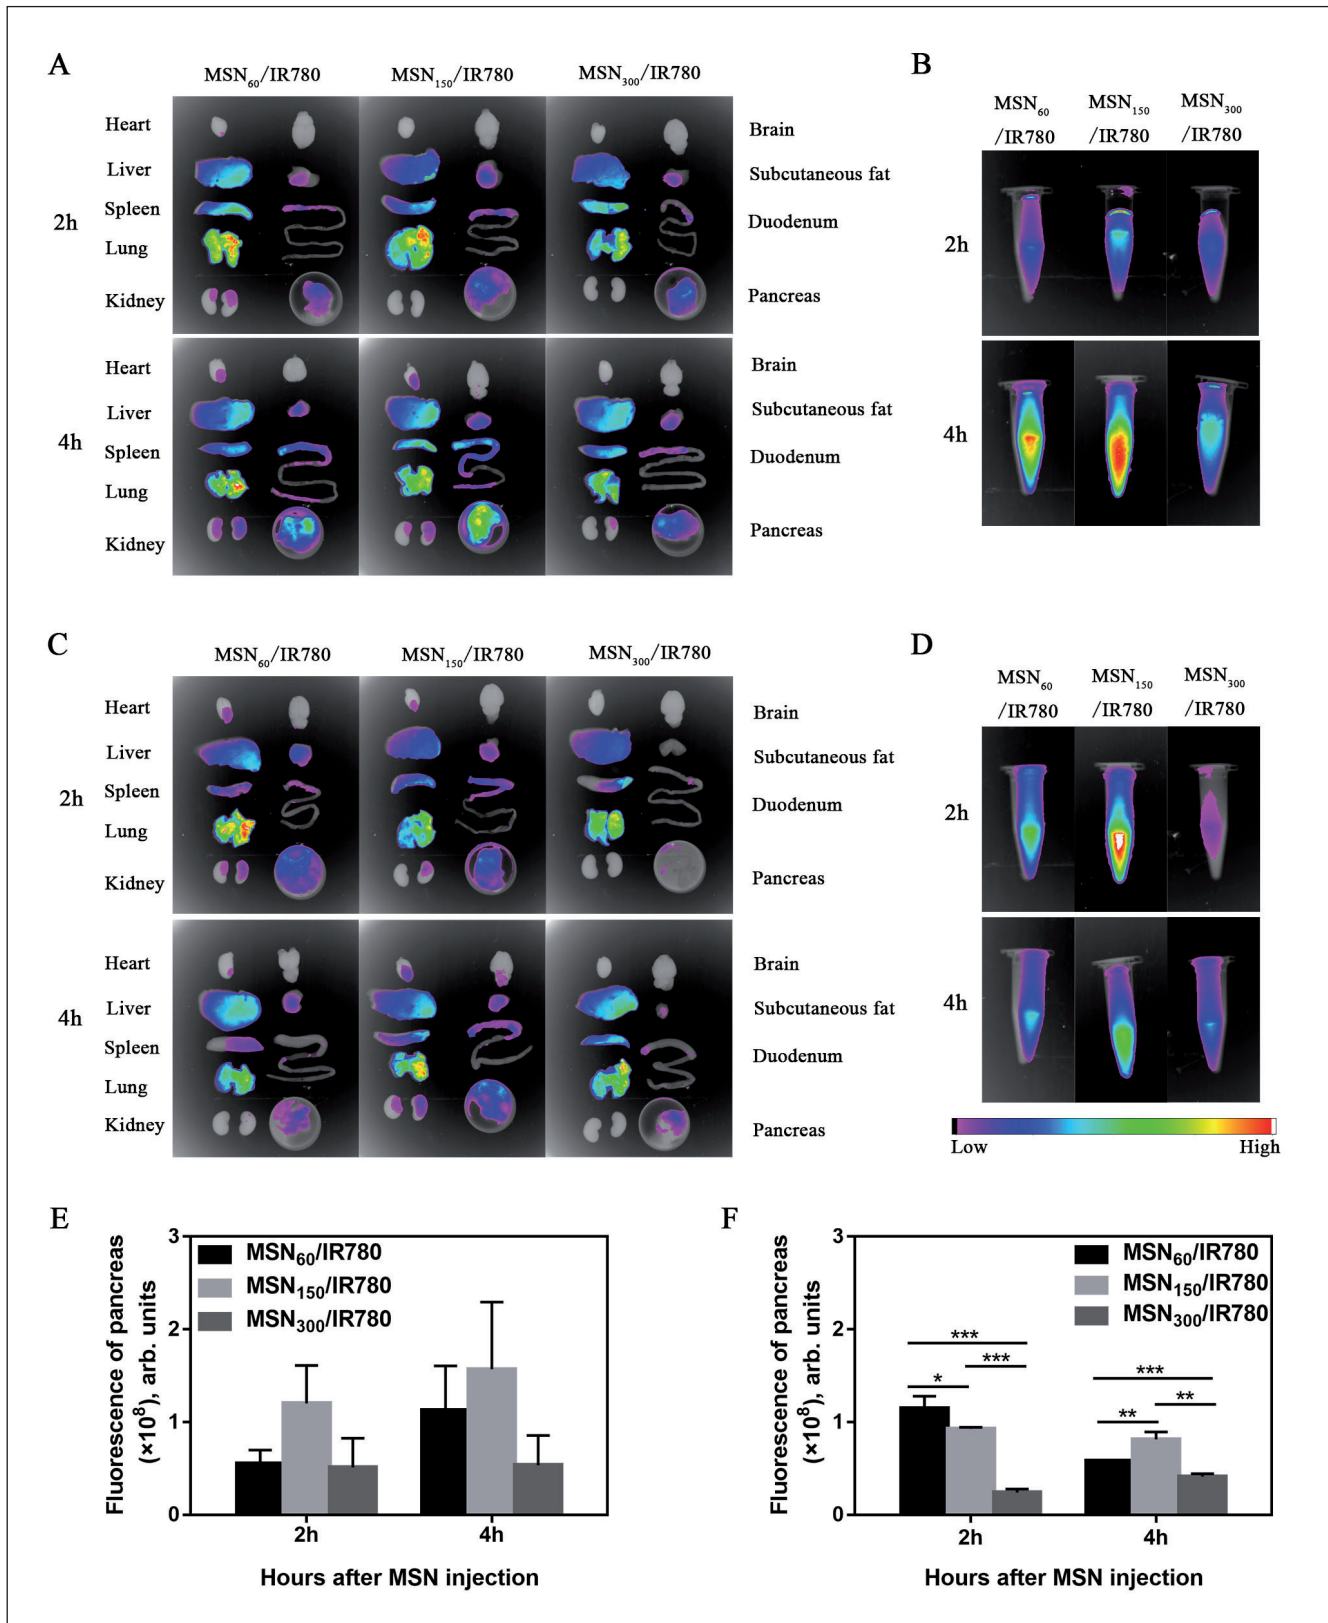 A
MSN60/IR780
MSN150/IR780
MSN300/IR780
Heart
Liver
Spleen
Lung
Kidney
2h
Brain
Subcutaneous fat
Duodenum
Pancreas
Heart
Liver
Spleen
Lung
Kidney
4h
Brain
Subcutaneous fat
Duodenum
Pancreas
B
MSN60 /IR780
MSN150 /IR780
MSN300 /IR780
2h
4h
C
MSN60/IR780
MSN150/IR780
MSN300/IR780
Heart
Liver
Spleen
Lung
Kidney
2h
Brain
Subcutaneous fat
Duodenum
Pancreas
Heart
Liver
Spleen
Lung
Kidney
4h
Brain
Subcutaneous fat
Duodenum
Pancreas
D
MSN60 /IR780
MSN150 /IR780
MSN300 /IR780
2h
4h
Low
High
E
Fluorescence of pancreas
(×10^8), arb. units
3
2
1
0
MSN60/IR780
MSN150/IR780
MSN300/IR780
2h
4h
Hours after MSN injection
F
Fluorescence of pancreas
(×10^8), arb. units
3
2
1
0
MSN60/IR780
MSN150/IR780
MSN300/IR780
***
***
*
***
**
**
2h
4h
Hours after MSN injection